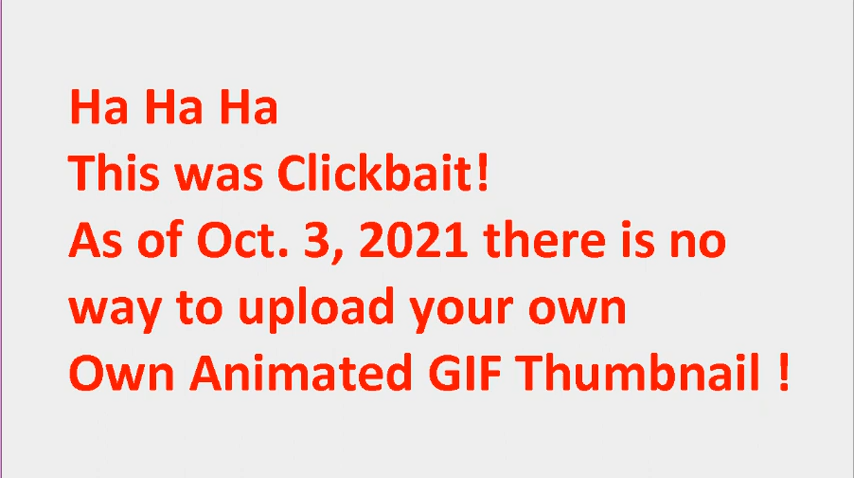 Ha Ha Ha
This was Clickbait!
As of Oct. 3, 2021 there is no
way to upload your own
Own Animated GIF Thumbnail !